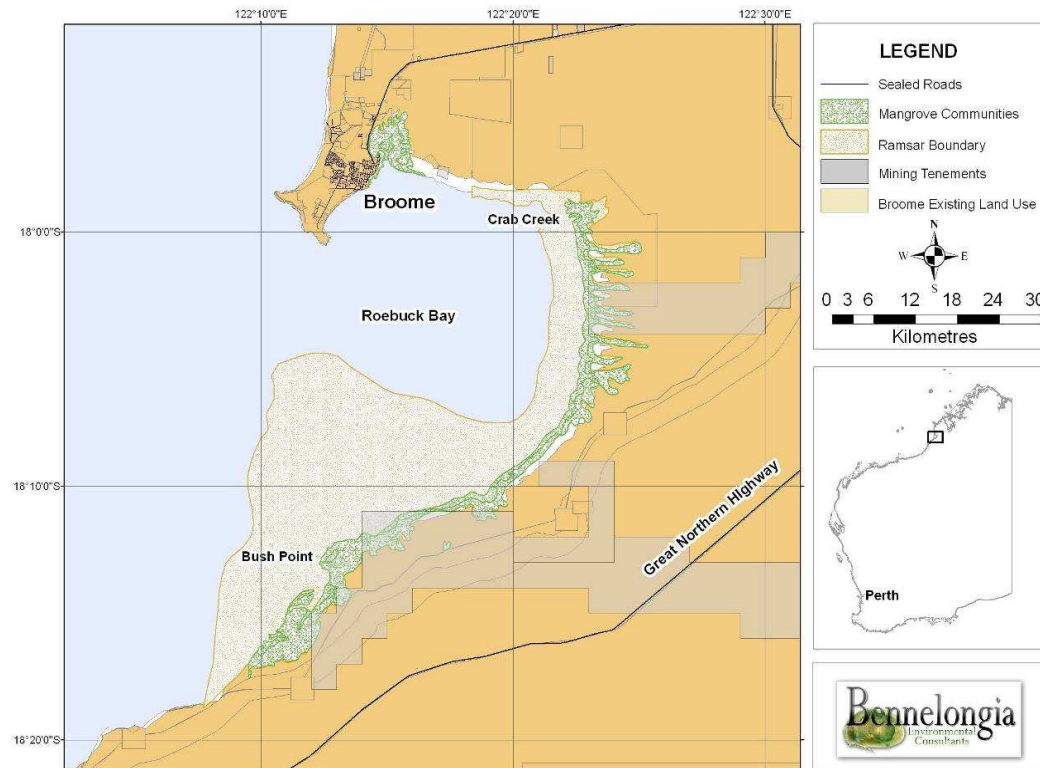 122°10'0"E
122°20'0"E
122°30'0"E
18°0'0"S
18°10'0"S
18°20'0"S
Broome
Crab Creek
Roebuck Bay
Bush Point
Great Northern Highway
LEGEND
Sealed Roads
Mangrove Communities
Ramsar Boundary
Mining Tenements
Broome Existing Land Use
N
W
E
S
0 3 6 12 18 24 30
Kilometres
Perth
Bennelongia
Environmental
Consultants